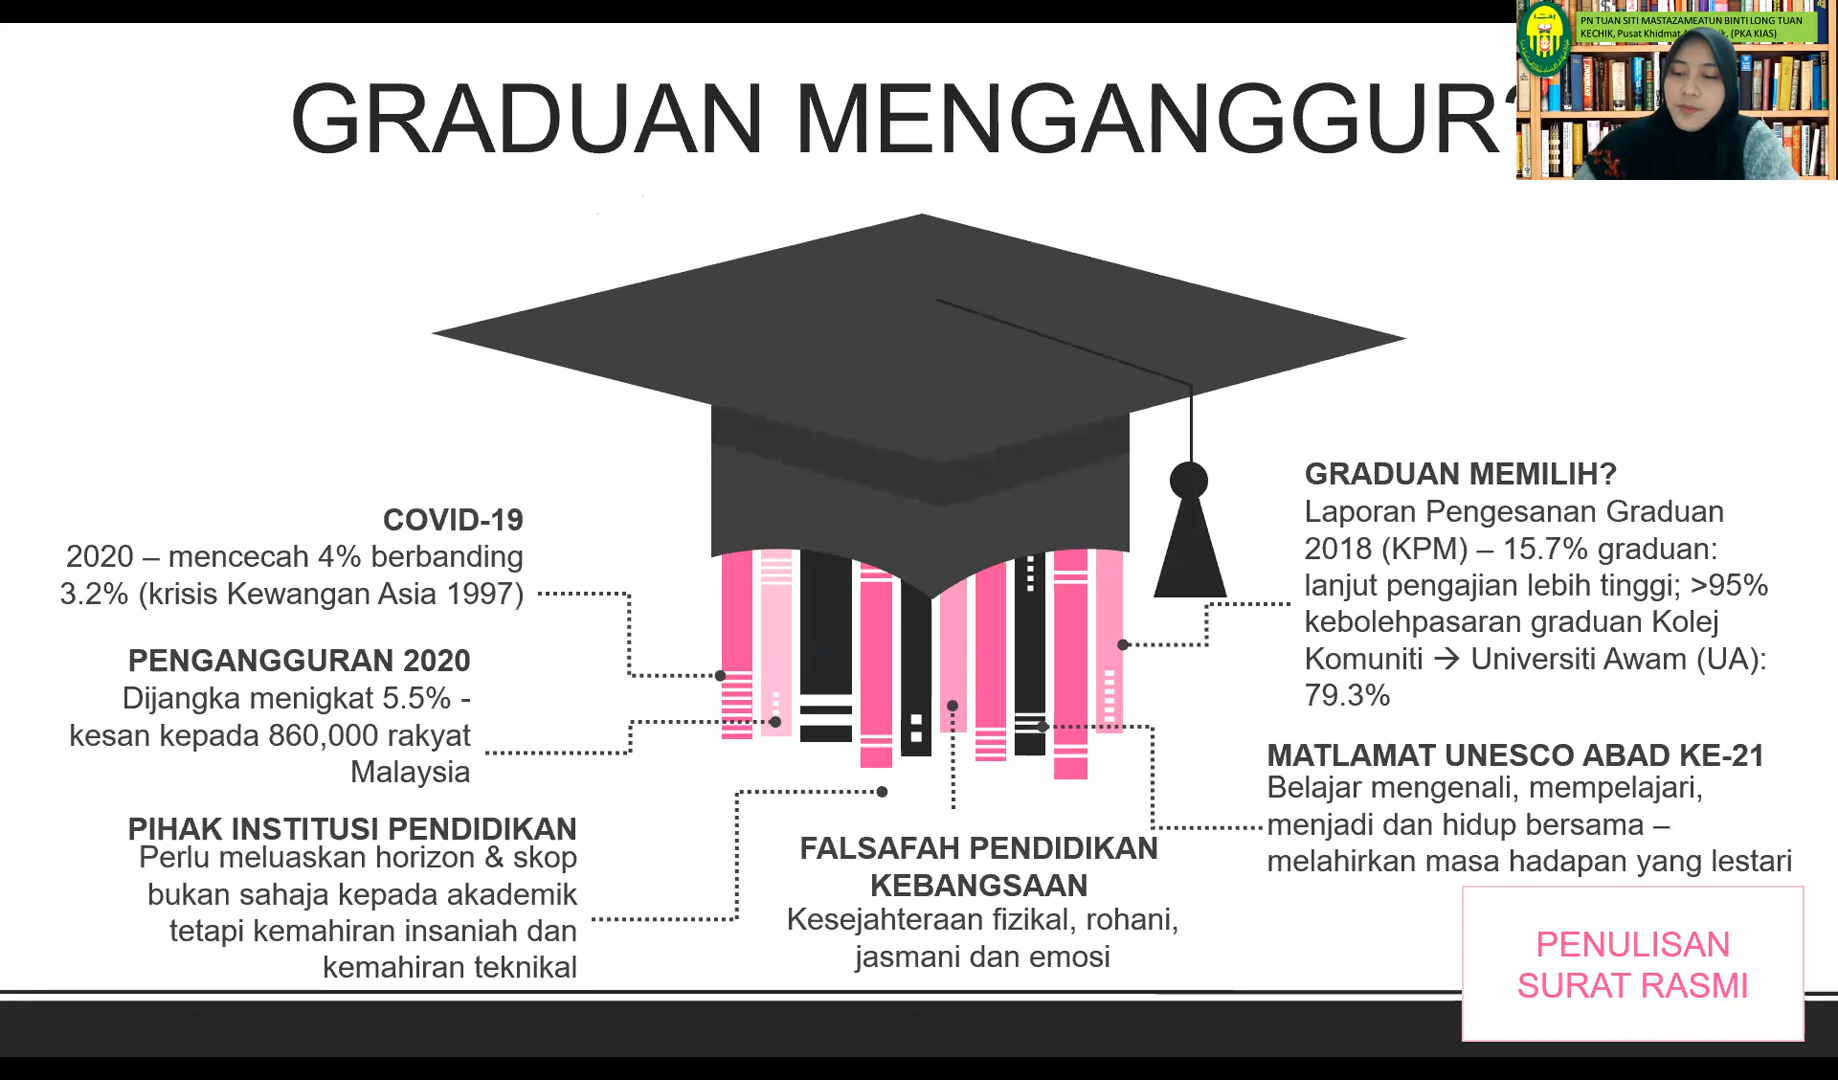 PN TUAN SITI MASTAZAMEATUN BINTI LONG TUAN
KECHIK, Pusat Khidmat (PKA KIAS)
GRADUAN MENGANGGUR?
COVID-19
2020 – mencecah 4% berbanding
3.2% (krisis Kewangan Asia 1997)
PENGANGGURAN 2020
Dijangka menigkat 5.5% -
kesan kepada 860,000 rakyat
Malaysia
PIHAK INSTITUSI PENDIDIKAN
Perlu meluaskan horizon & skop
bukan sahaja kepada akademik
tetapi kemahiran insaniah dan
kemahiran teknikal
FALSAFAH PENDIDIKAN
KEBANGSAAN
Kesejahteraan fizikal, rohani,
jasmani dan emosi
GRADUAN MEMILIH?
Laporan Pengesanan Graduan
2018 (KPM) – 15.7% graduan:
lanjut pengajian lebih tinggi; >95%
kebolehpasaran graduan Kolej
Komuniti → Universiti Awam (UA):
79.3%
MATLAMAT UNESCO ABAD KE-21
Belajar mengenali, mempelajari,
menjadi dan hidup bersama –
melahirkan masa hadapan yang lestari
PENULISAN
SURAT RASMI